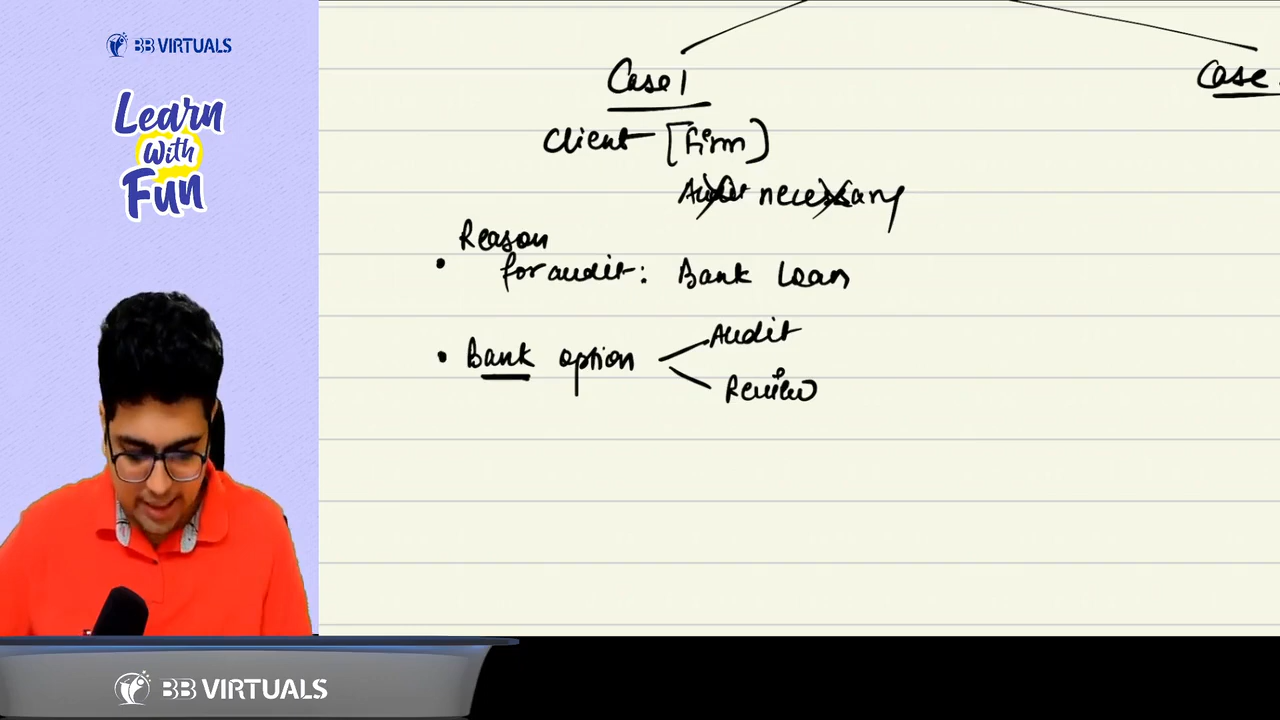 BB VIRTUALS
Learn
With
Fun
Case 1
Case
Client [Firm]
Audit necessary
Reason
• for audit : Bank Loan
• Bank option
Audit
Review
BB VIRTUALS